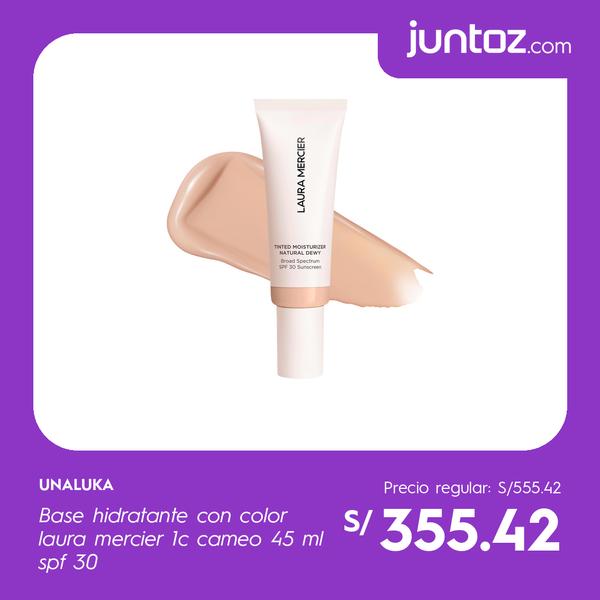 juntoz.com
LAURA MERCIER
TINTED MOISTURIZER
NATURAL DEWY
Broad Spectrum
SPF 30 Sunscreen
UNALUKA
Base hidratante con color
laura mercier 1c cameo 45 ml
spf 30
Precio regular: S/555.42
S/ 355.42